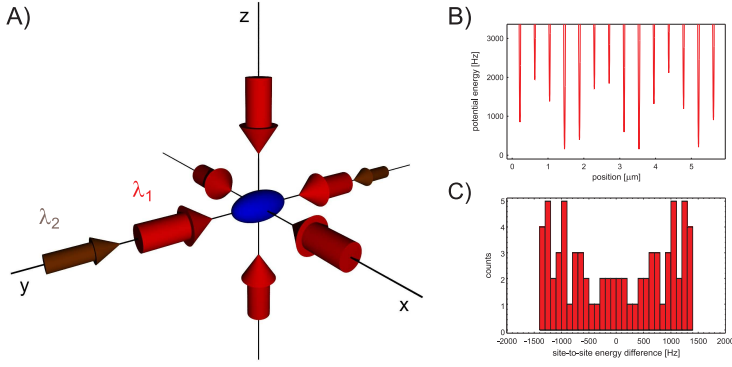 A)
z
λ1
λ2
y
x
B)
potential energy [Hz]
3000
2000
1000
0
0 1 2 3 4 5
position [μm]
C)
counts
5
4
3
2
1
0
-2000 -1500 -1000 -500 0 500 1000 1500 2000
site-to-site energy difference [Hz]